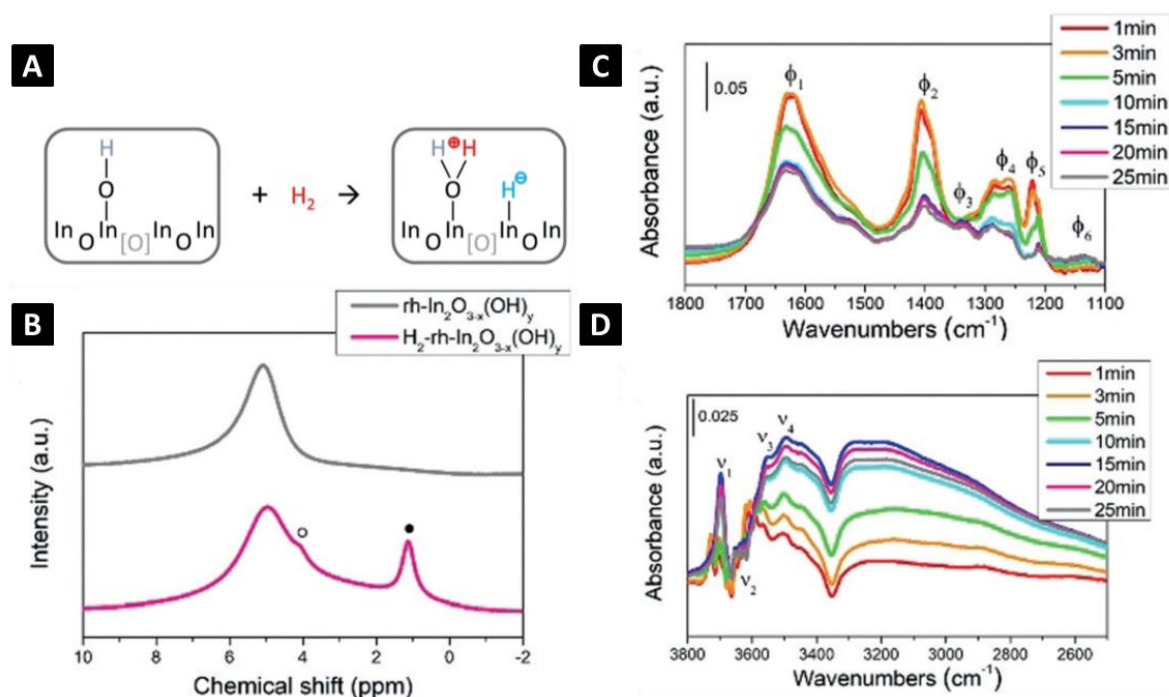 A
H
O
In O In [O] In O In
+ H₂ →
H ⊕ H
O H ⊖
In O In [O] In O In
B
rh-In₂O₃₋ₓ(OH)ᵧ
H₂-rh-In₂O₃₋ₓ(OH)ᵧ
Intensity (a.u.)
10 8 6 4 2 0 -2
Chemical shift (ppm)
C
1min
3min
5min
10min
15min
20min
25min
0.05
ϕ₁ ϕ₂ ϕ₃ ϕ₄ ϕ₅ ϕ₆
Absorbance (a.u.)
1800 1700 1600 1500 1400 1300 1200 1100
Wavenumbers (cm⁻¹)
D
1min
3min
5min
10min
15min
20min
25min
0.025
ν₁ ν₂ ν₃ ν₄
Absorbance (a.u.)
3800 3600 3400 3200 3000 2800 2600
Wavenumbers (cm⁻¹)